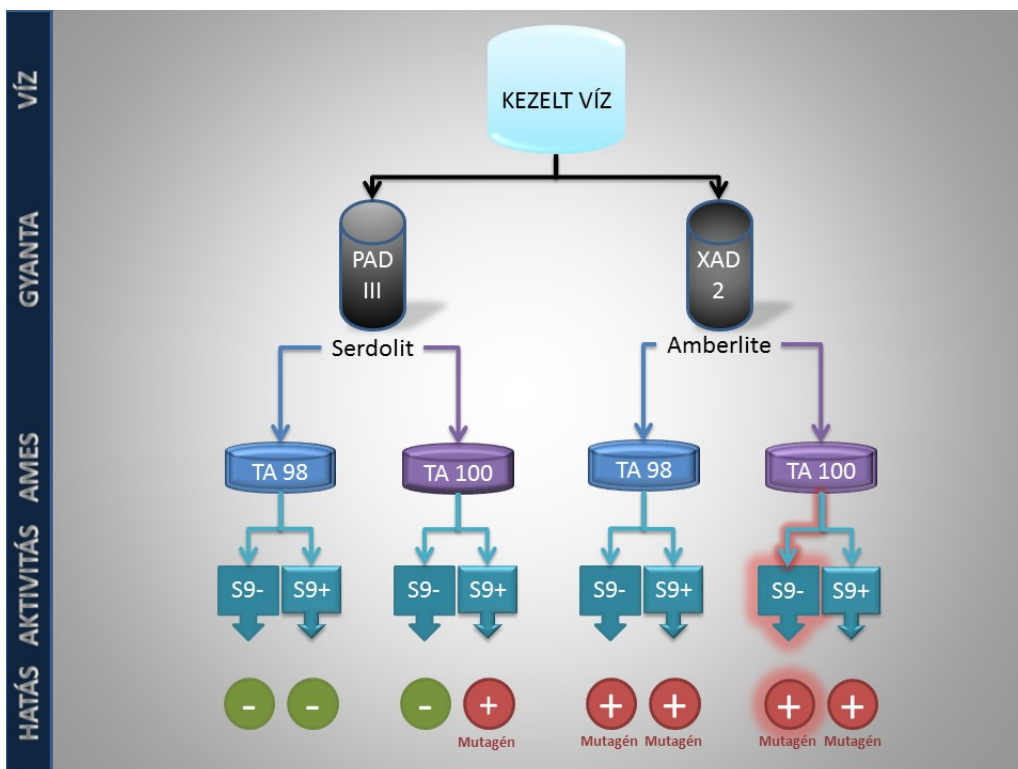 VÍZ
KEZELT VÍZ
GYANTA
PAD
III
XAD
2
Serdolit
Amberlite
AMES
TA 98
TA 100
TA 98
TA 100
AKTIVITÁS
S9-
S9+
S9-
S9+
S9-
S9+
S9-
S9+
HATÁS
-
-
-
+
+
+
+
+
Mutagén
Mutagén
Mutagén
Mutagén
Mutagén